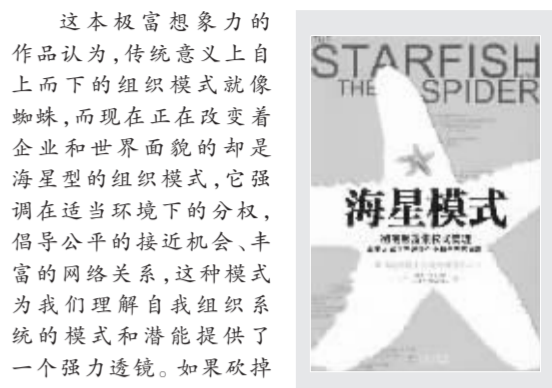 这本极富想象力的
作品认为,传统意义上自
上而下的组织模式就像
蜘蛛,而现在正在改变着
企业和世界面貌的却是
海星型的组织模式,它强
调在适当环境下的分权,
倡导公平的接近机会、丰
富的网络关系,这种模式
为我们理解自我组织系
统的模式和潜能提供了
一个强力透镜。如果砍掉
THE
STARFISH
THE SPIDER
海星模式